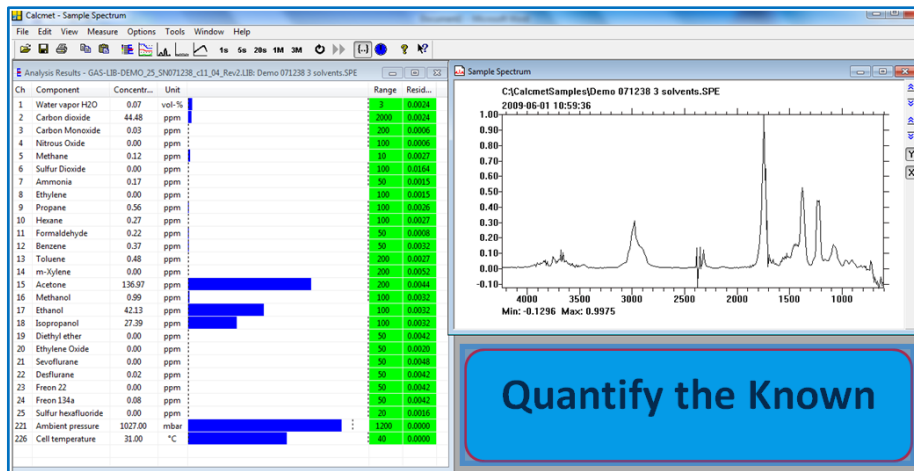 Calcmet - Sample Spectrum
File Edit View Measure Options Tools Window Help
1s 5s 20s 1M 3M
Analysis Results - GAS-LIB-DEMO_25_SN071238_c11_04_Rev2.LIB: Demo 071238 3 solvents.SPE
Ch Component Concentr... Unit Range Resid...
1 Water vapor H2O 0.07 vol-% 3 0.0024
2 Carbon dioxide 44.48 ppm 2000 0.0024
3 Carbon Monoxide 0.03 ppm 200 0.0006
4 Nitrous Oxide 0.00 ppm 100 0.0006
5 Methane 0.12 ppm 10 0.0027
6 Sulfur Dioxide 0.00 ppm 100 0.0164
7 Ammonia 0.17 ppm 50 0.0015
8 Ethylene 0.00 ppm 100 0.0015
9 Propane 0.56 ppm 100 0.0026
10 Hexane 0.27 ppm 100 0.0027
11 Formaldehyde 0.22 ppm 50 0.0008
12 Benzene 0.37 ppm 50 0.0032
13 Toluene 0.48 ppm 200 0.0027
14 m-Xylene 0.00 ppm 200 0.0052
15 Acetone 136.97 ppm 200 0.0044
16 Methanol 0.99 ppm 100 0.0032
17 Ethanol 42.13 ppm 100 0.0032
18 Isopropanol 27.39 ppm 100 0.0032
19 Diethyl ether 0.00 ppm 50 0.0042
20 Ethylene Oxide 0.00 ppm 50 0.0020
21 Sevoflurane 0.00 ppm 50 0.0048
22 Desflurane 0.02 ppm 50 0.0042
23 Freon 22 0.00 ppm 50 0.0042
24 Freon 134a 0.08 ppm 50 0.0042
25 Sulfur hexafluoride 0.00 ppm 20 0.0016
221 Ambient pressure 1027.00 mbar 1200 0.0000
226 Cell temperature 31.00 °C 40 0.0000
Sample Spectrum
C:\CalcmetSamples\Demo 071238 3 solvents.SPE
2009-06-01 10:59:36
1.00
0.90
0.80
0.70
0.60
0.50
0.40
0.30
0.20
0.10
0.00
-0.10
4000 3500 3000 2500 2000 1500 1000
Min: -0.1296 Max: 0.9975
Y
X
Quantify the Known